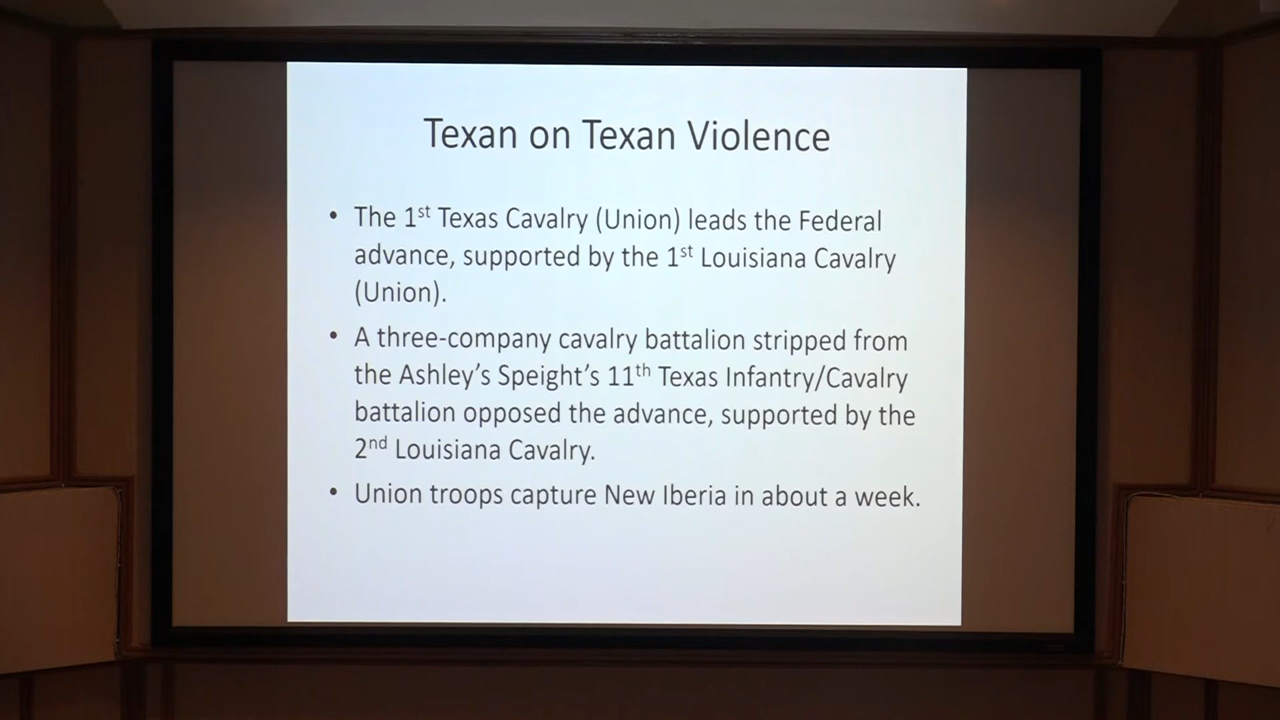 Texan on Texan Violence
• The 1st Texas Cavalry (Union) leads the Federal
advance, supported by the 1st Louisiana Cavalry
(Union).
• A three-company cavalry battalion stripped from
the Ashley’s Speight’s 11th Texas Infantry/Cavalry
battalion opposed the advance, supported by the
2nd Louisiana Cavalry.
• Union troops capture New Iberia in about a week.